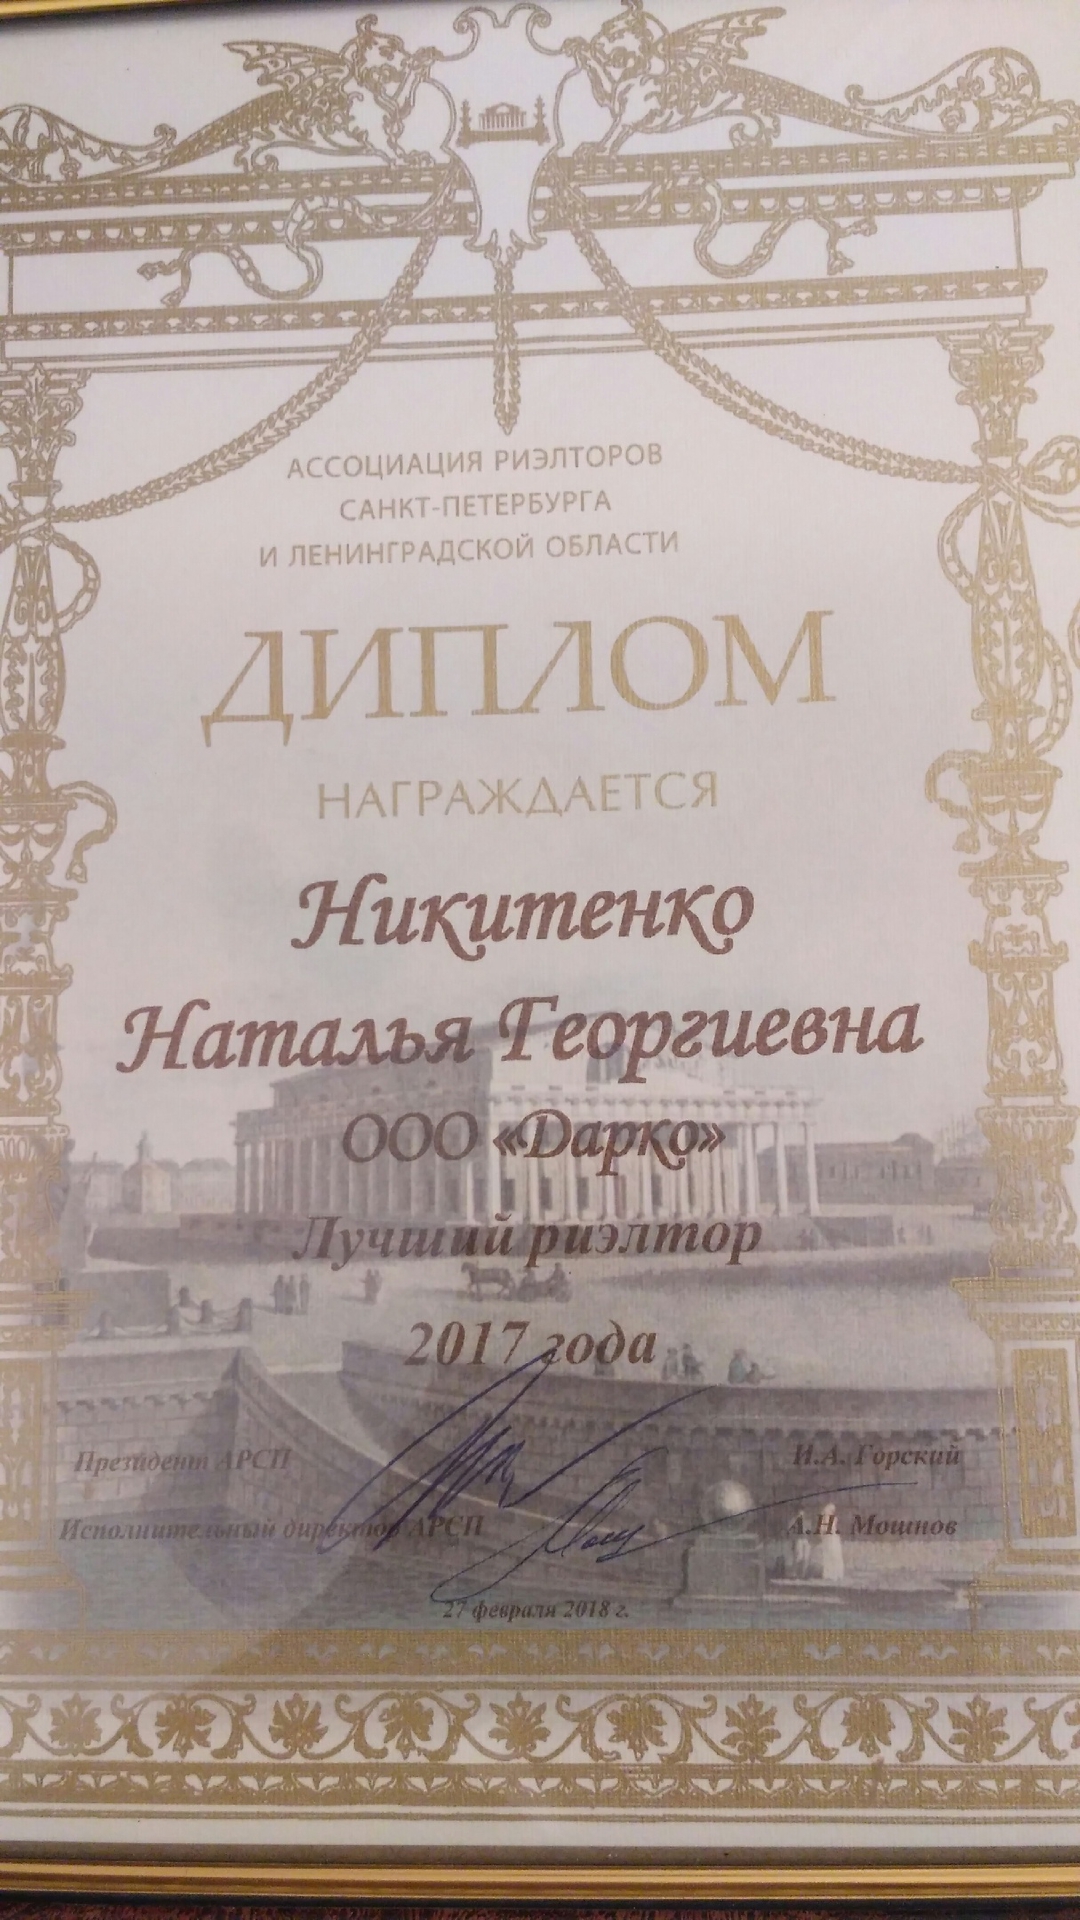 АССОЦИАЦИЯ РИЭЛТОРОВ
САНКТ-ПЕТЕРБУРГА
И ЛЕНИНГРАДСКОЙ ОБЛАСТИ
ДИПЛОМ
НАГРАЖДАЕТСЯ
Никитенко
Наталья Георгиевна
ООО «Дарко»
Лучший риэлтор
2017 года
Президент АРСП И.А. Горский
Исполнительный директор АРСП А.Н. Мошнов
27 февраля 2018 г.